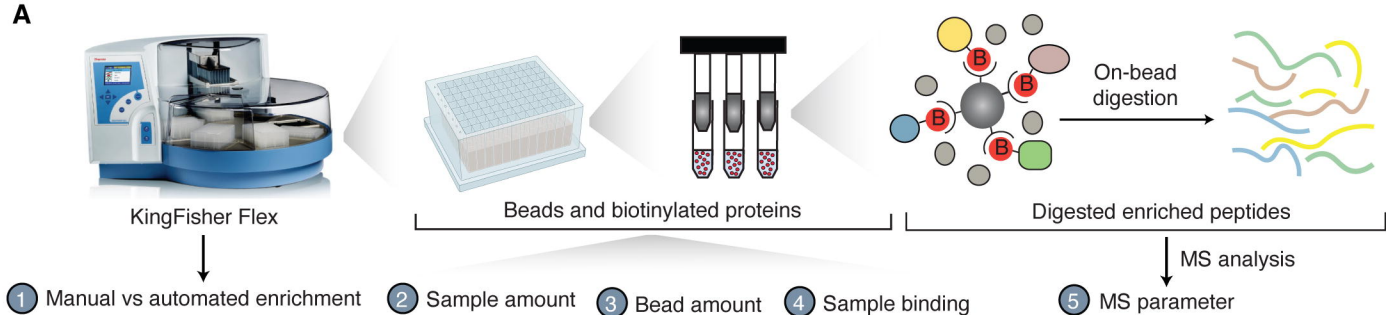 A
B
B
B
B
On-bead
digestion
KingFisher Flex
Beads and biotinylated proteins
Digested enriched peptides
MS analysis
1 Manual vs automated enrichment
2 Sample amount
3 Bead amount
4 Sample binding
5 MS parameter